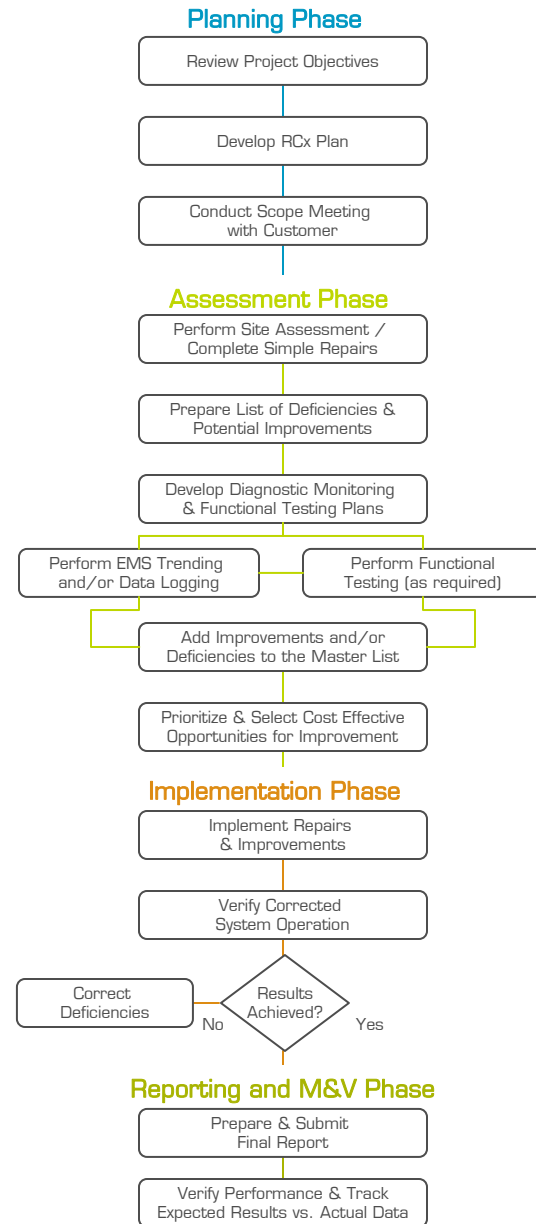 Planning Phase
Review Project Objectives
Develop RCx Plan
Conduct Scope Meeting
with Customer
Assessment Phase
Perform Site Assessment /
Complete Simple Repairs
Prepare List of Deficiencies &
Potential Improvements
Develop Diagnostic Monitoring
& Functional Testing Plans
Perform EMS Trending
and/or Data Logging
Perform Functional
Testing (as required)
Add Improvements and/or
Deficiencies to the Master List
Prioritize & Select Cost Effective
Opportunities for Improvement
Implementation Phase
Implement Repairs
& Improvements
Verify Corrected
System Operation
Correct
Deficiencies
No
Results
Achieved?
Yes
Reporting and M&V Phase
Prepare & Submit
Final Report
Verify Performance & Track
Expected Results vs. Actual Data